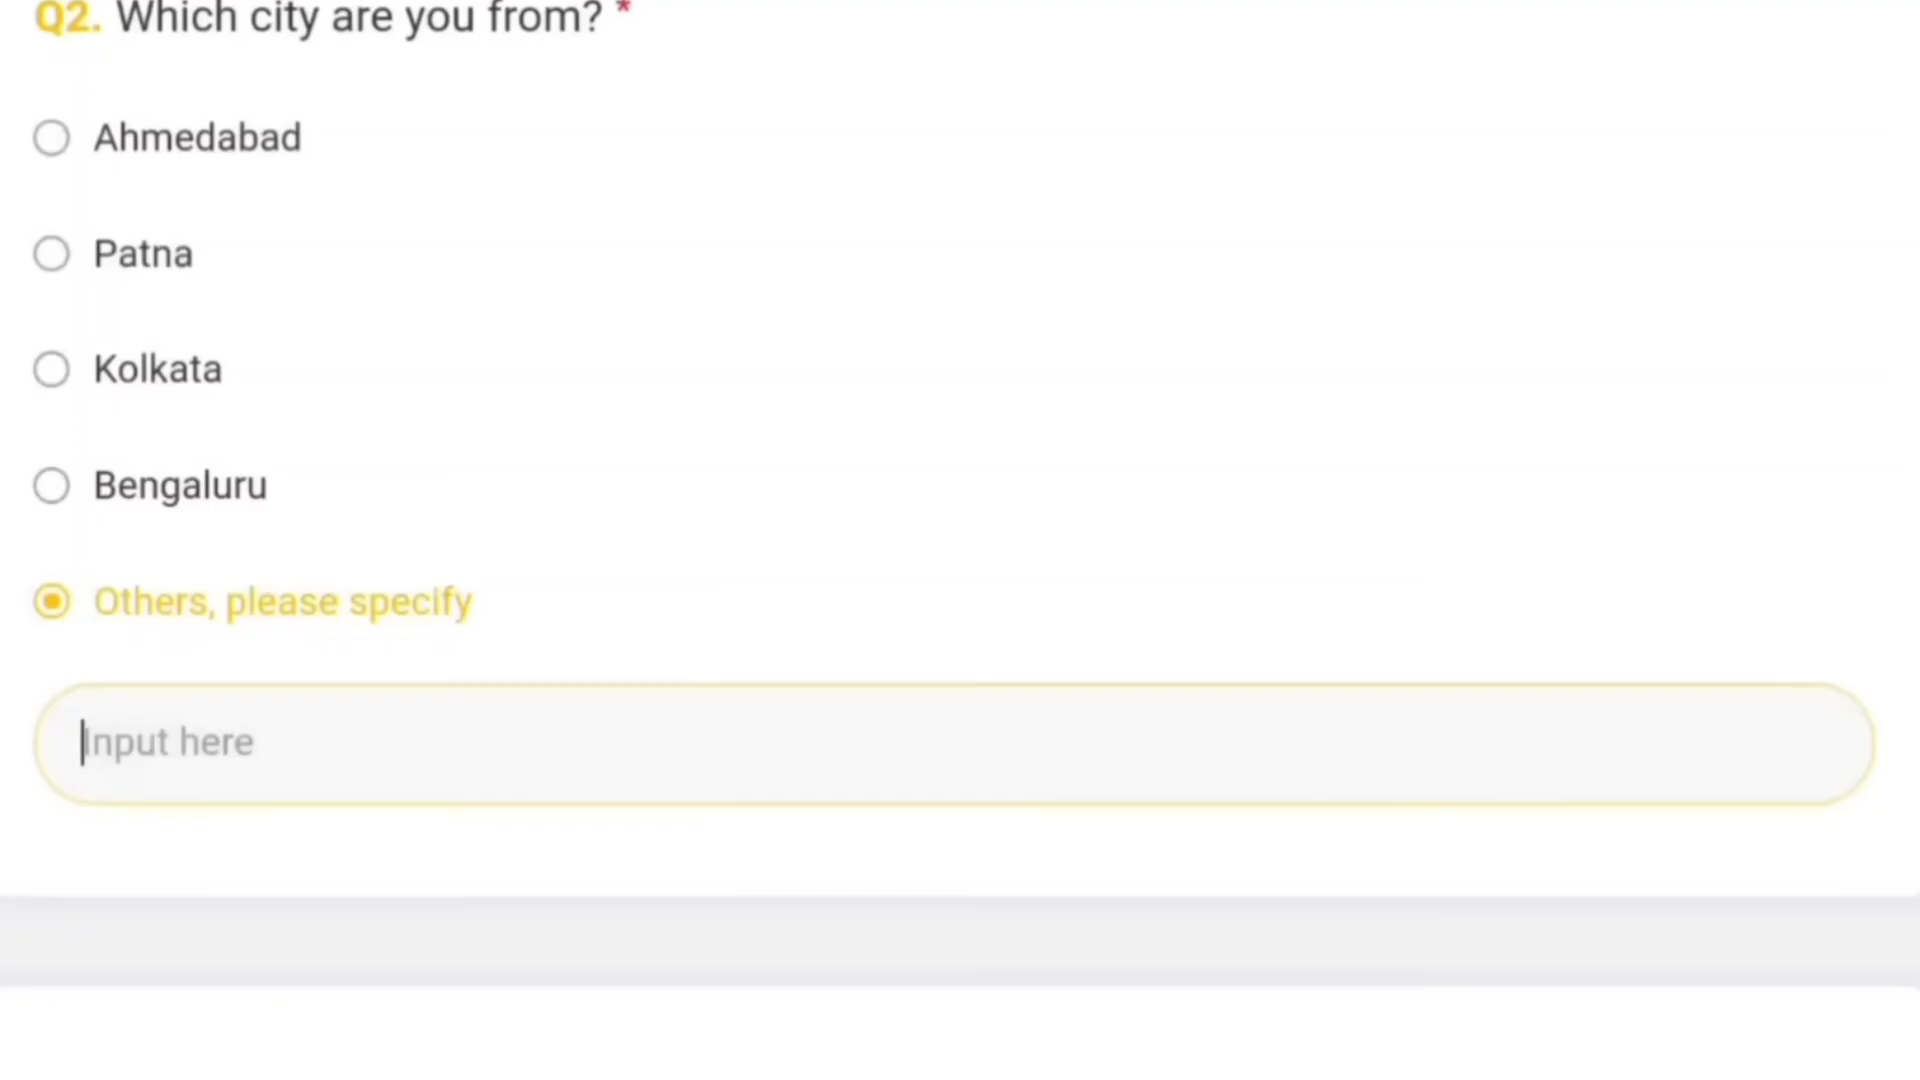 Q2. Which city are you from? *
Ahmedabad
Patna
Kolkata
Bengaluru
Others, please specify
Input here